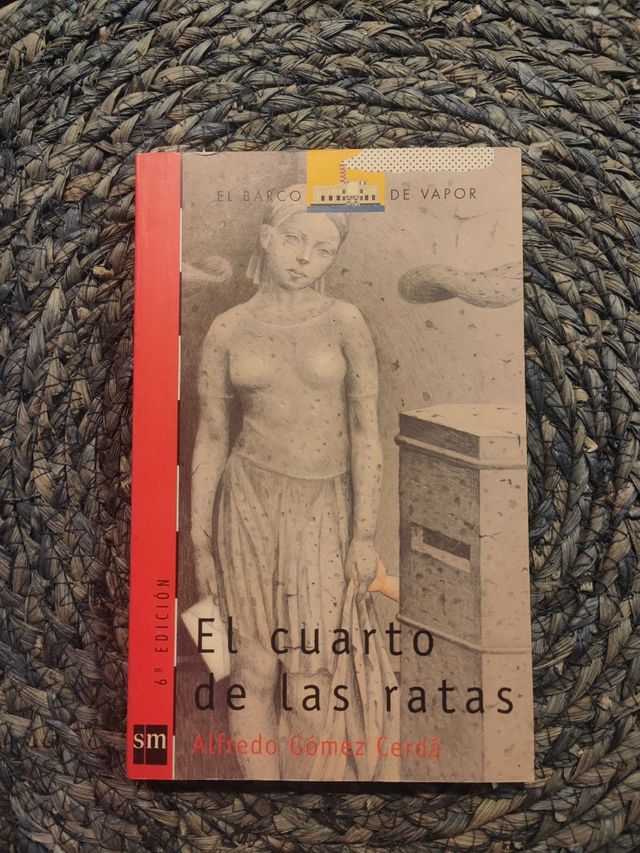 EL BARCO DE VAPOR
El cuarto
de las ratas
Alfredo Gómez Cerdá
6ª EDICIÓN
sm